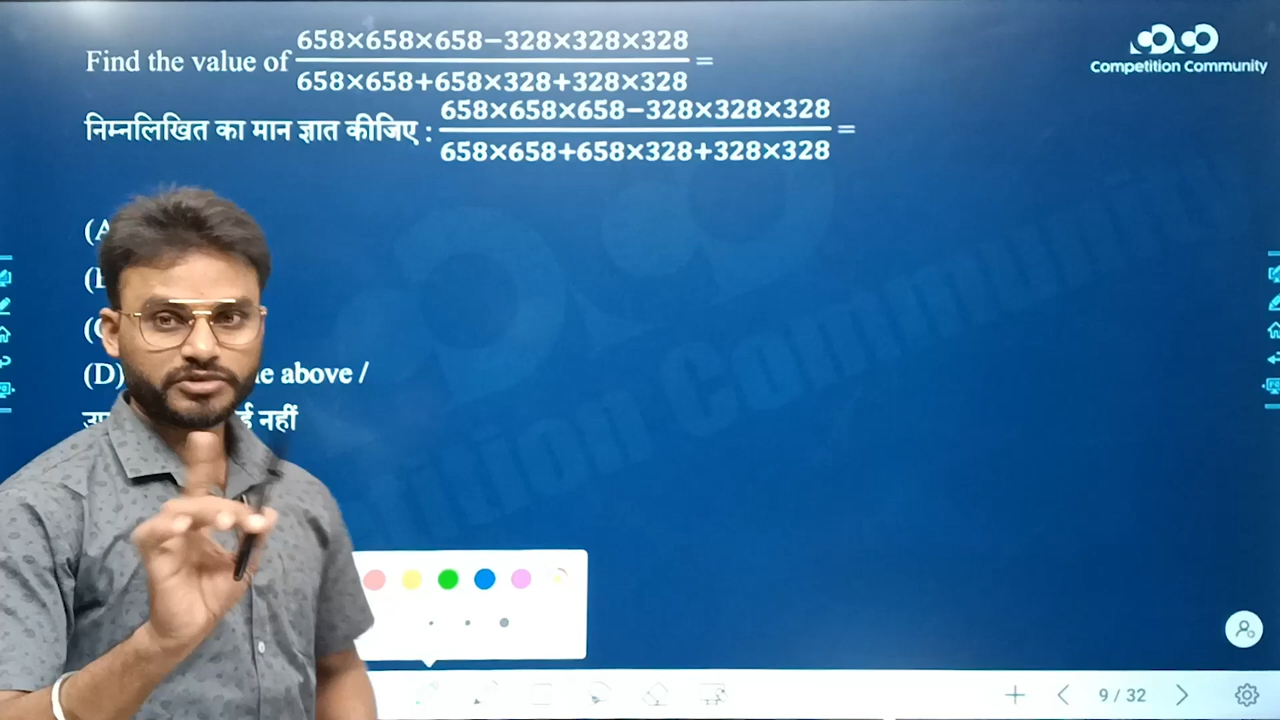 Find the value of 658×658×658−328×328×328 / 658×658+658×328+328×328 =
Competition Community
निम्नलिखित का मान ज्ञात कीजिए : 658×658×658−328×328×328 / 658×658+658×328+328×328 =
(D) above /
नहीं
9 / 32